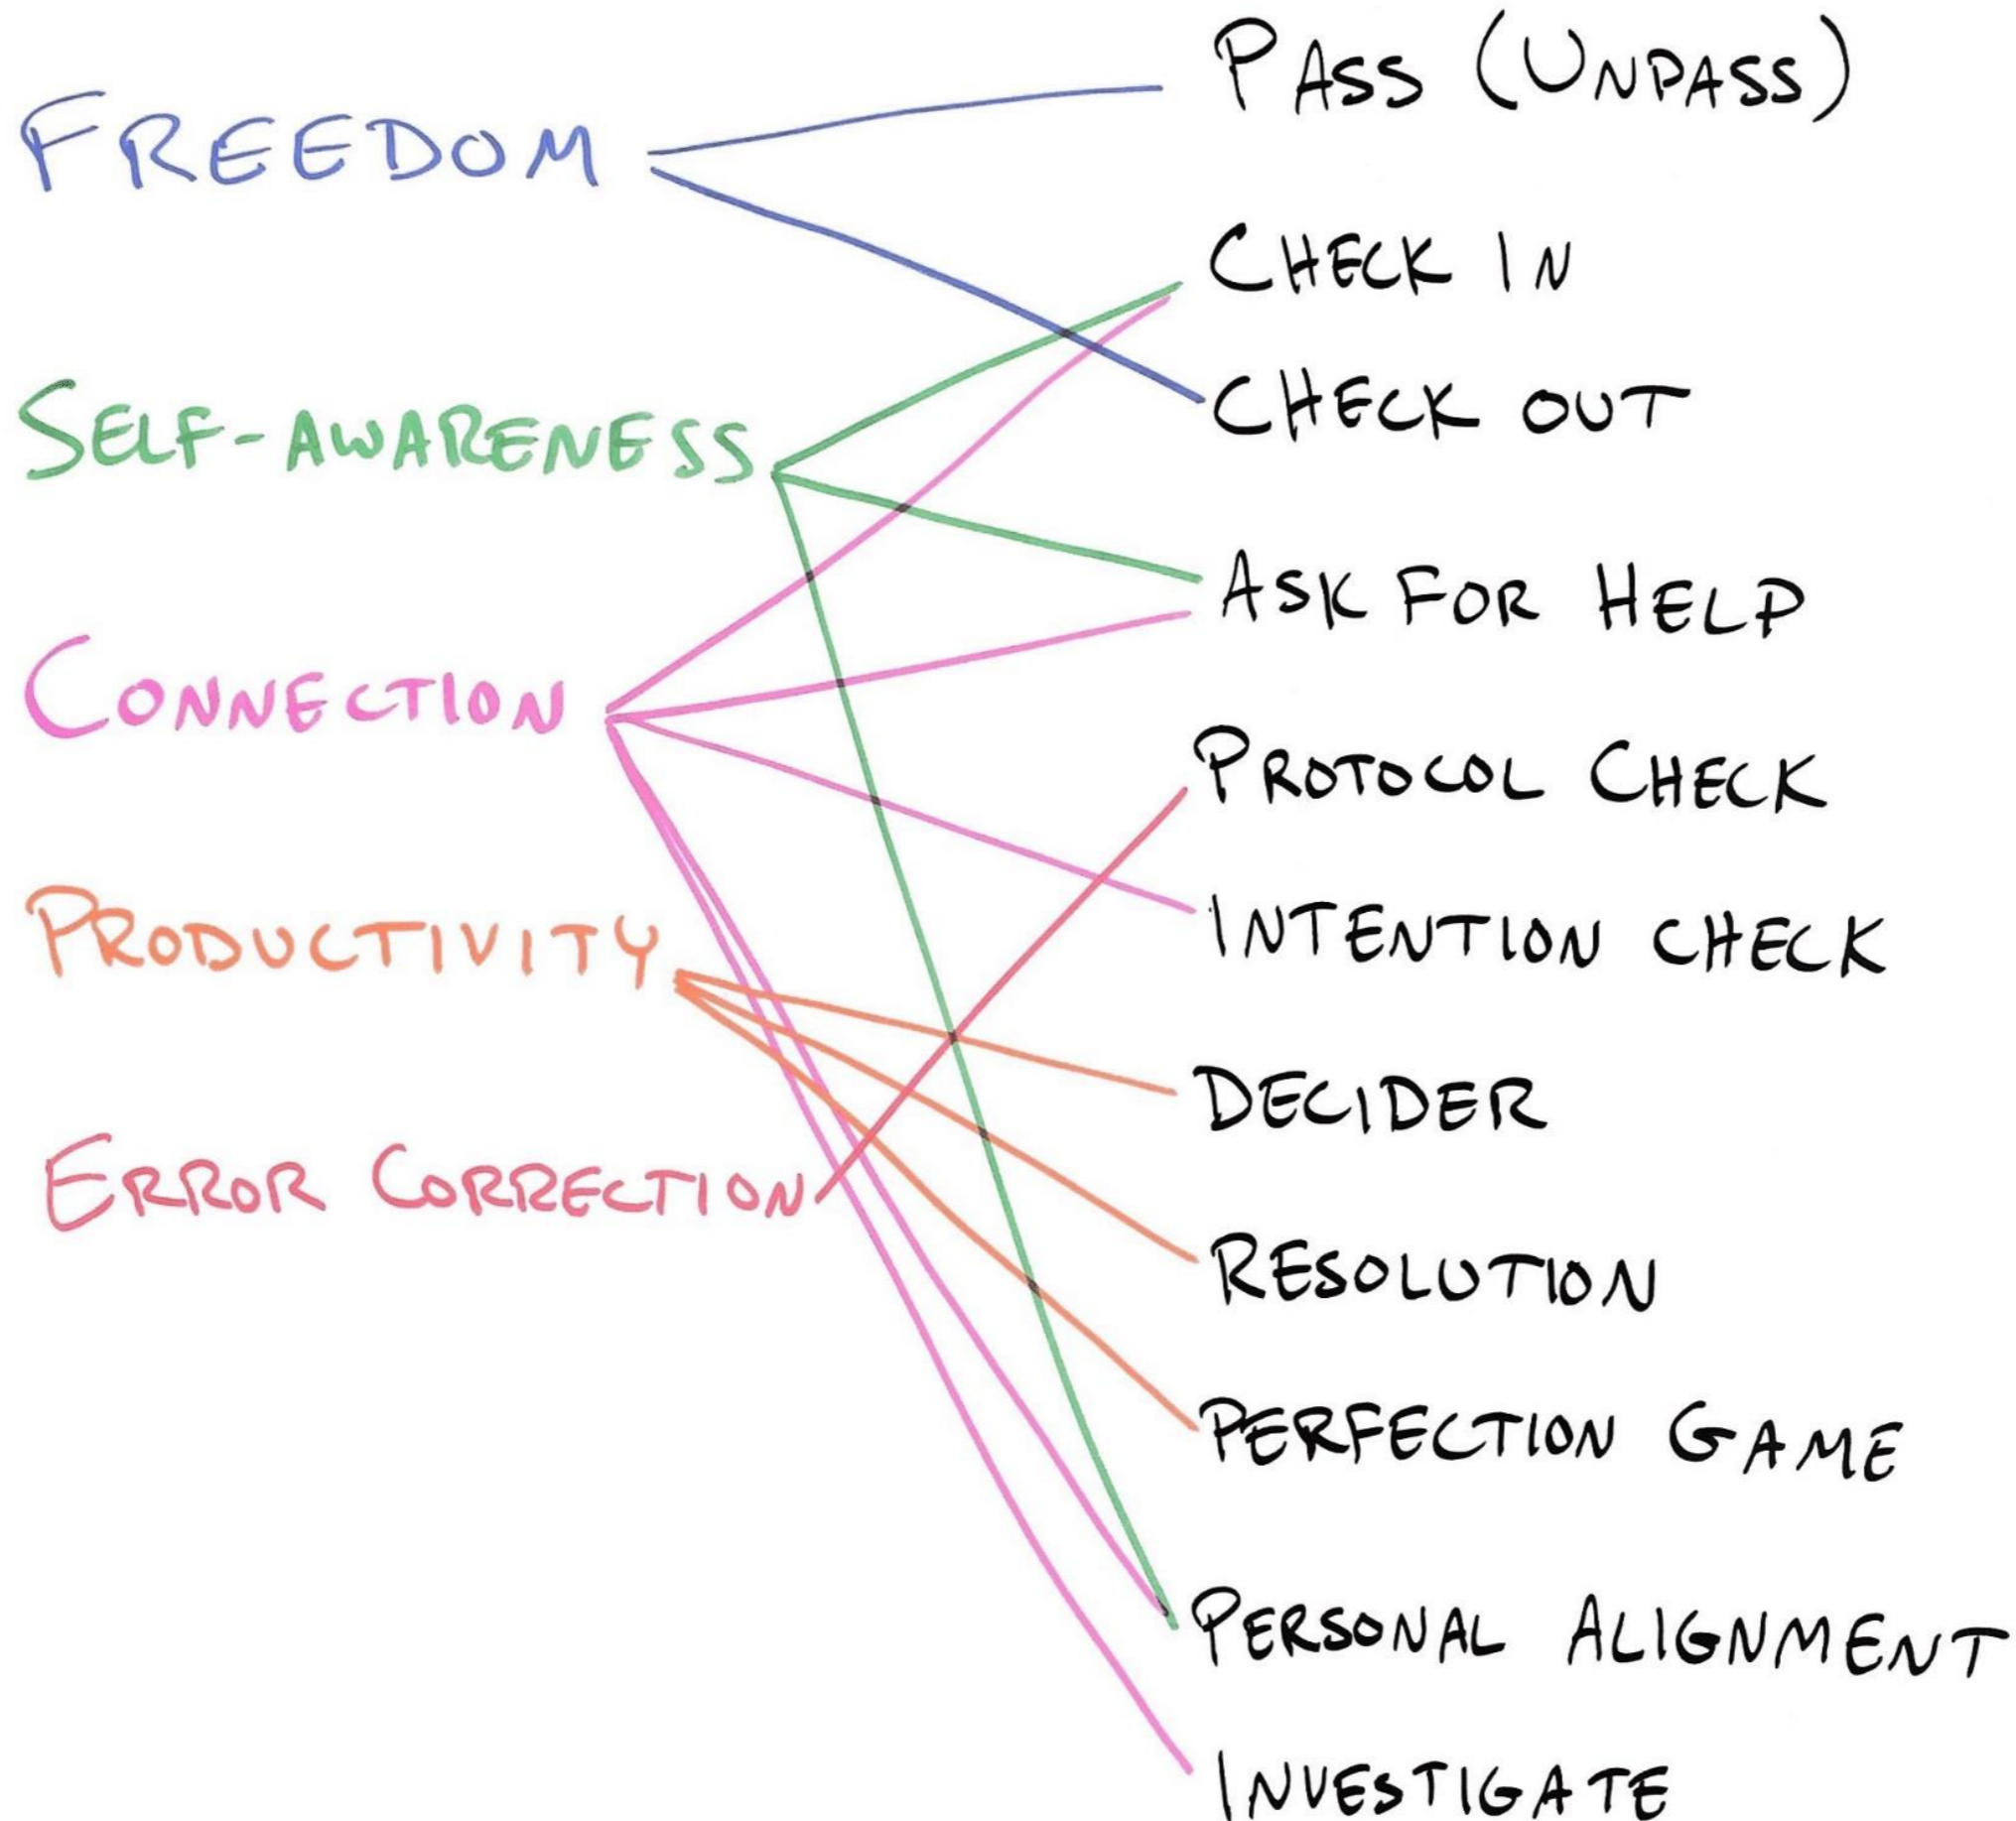 FREEDOM
SELF-AWARENESS
CONNECTION
PRODUCTIVITY
ERROR CORRECTION
PASS (UNPASS)
CHECK IN
CHECK OUT
ASK FOR HELP
PROTOCOL CHECK
INTENTION CHECK
DECIDER
RESOLUTION
PERFECTION GAME
PERSONAL ALIGNMENT
INVESTIGATE